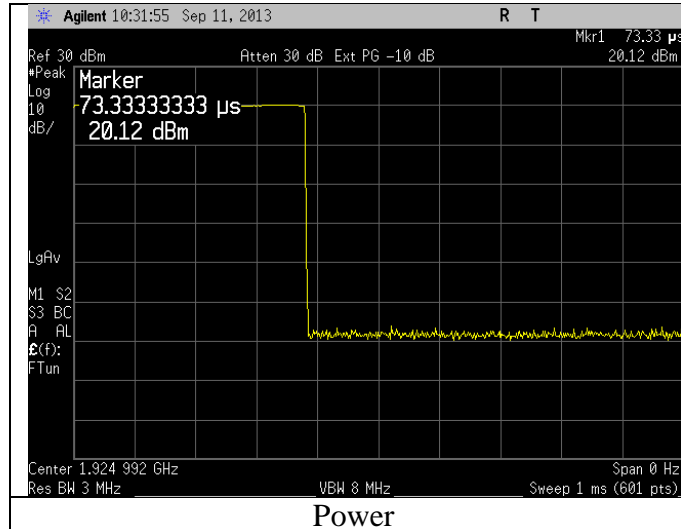 Agilent 10:31:55 Sep 11, 2013 R T
Mkr1 73.33 µs
Ref 30 dBm Atten 30 dB Ext PG -10 dB 20.12 dBm
#Peak
Log
10
dB/
Marker
73.33333333 µs
20.12 dBm
LgAv
M1 S2
S3 BC
A AL
£(f):
FTun
Center 1.924 992 GHz Span 0 Hz
Res BW 3 MHz VBW 8 MHz Sweep 1 ms (601 pts)
Power